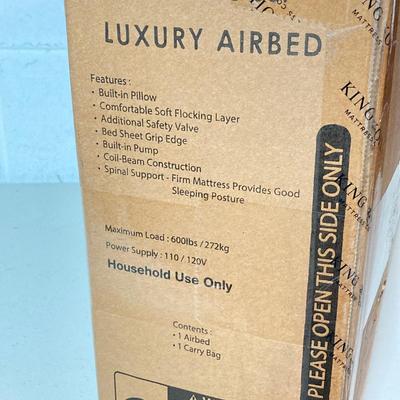 LUXURY AIRBED
Features :
• Built-in Pillow
• Comfortable Soft Flocking Layer
• Additional Safety Valve
• Bed Sheet Grip Edge
• Built-in Pump
• Coil-Beam Construction
• Spinal Support - Firm Mattress Provides Good
Sleeping Posture
Maximum Load : 600lbs / 272kg
Power Supply : 110 / 120V
Household Use Only
Contents :
• 1 Airbed
• 1 Carry Bag
PLEASE OPEN THIS SIDE ONLY
KING
MATTRESS
KING